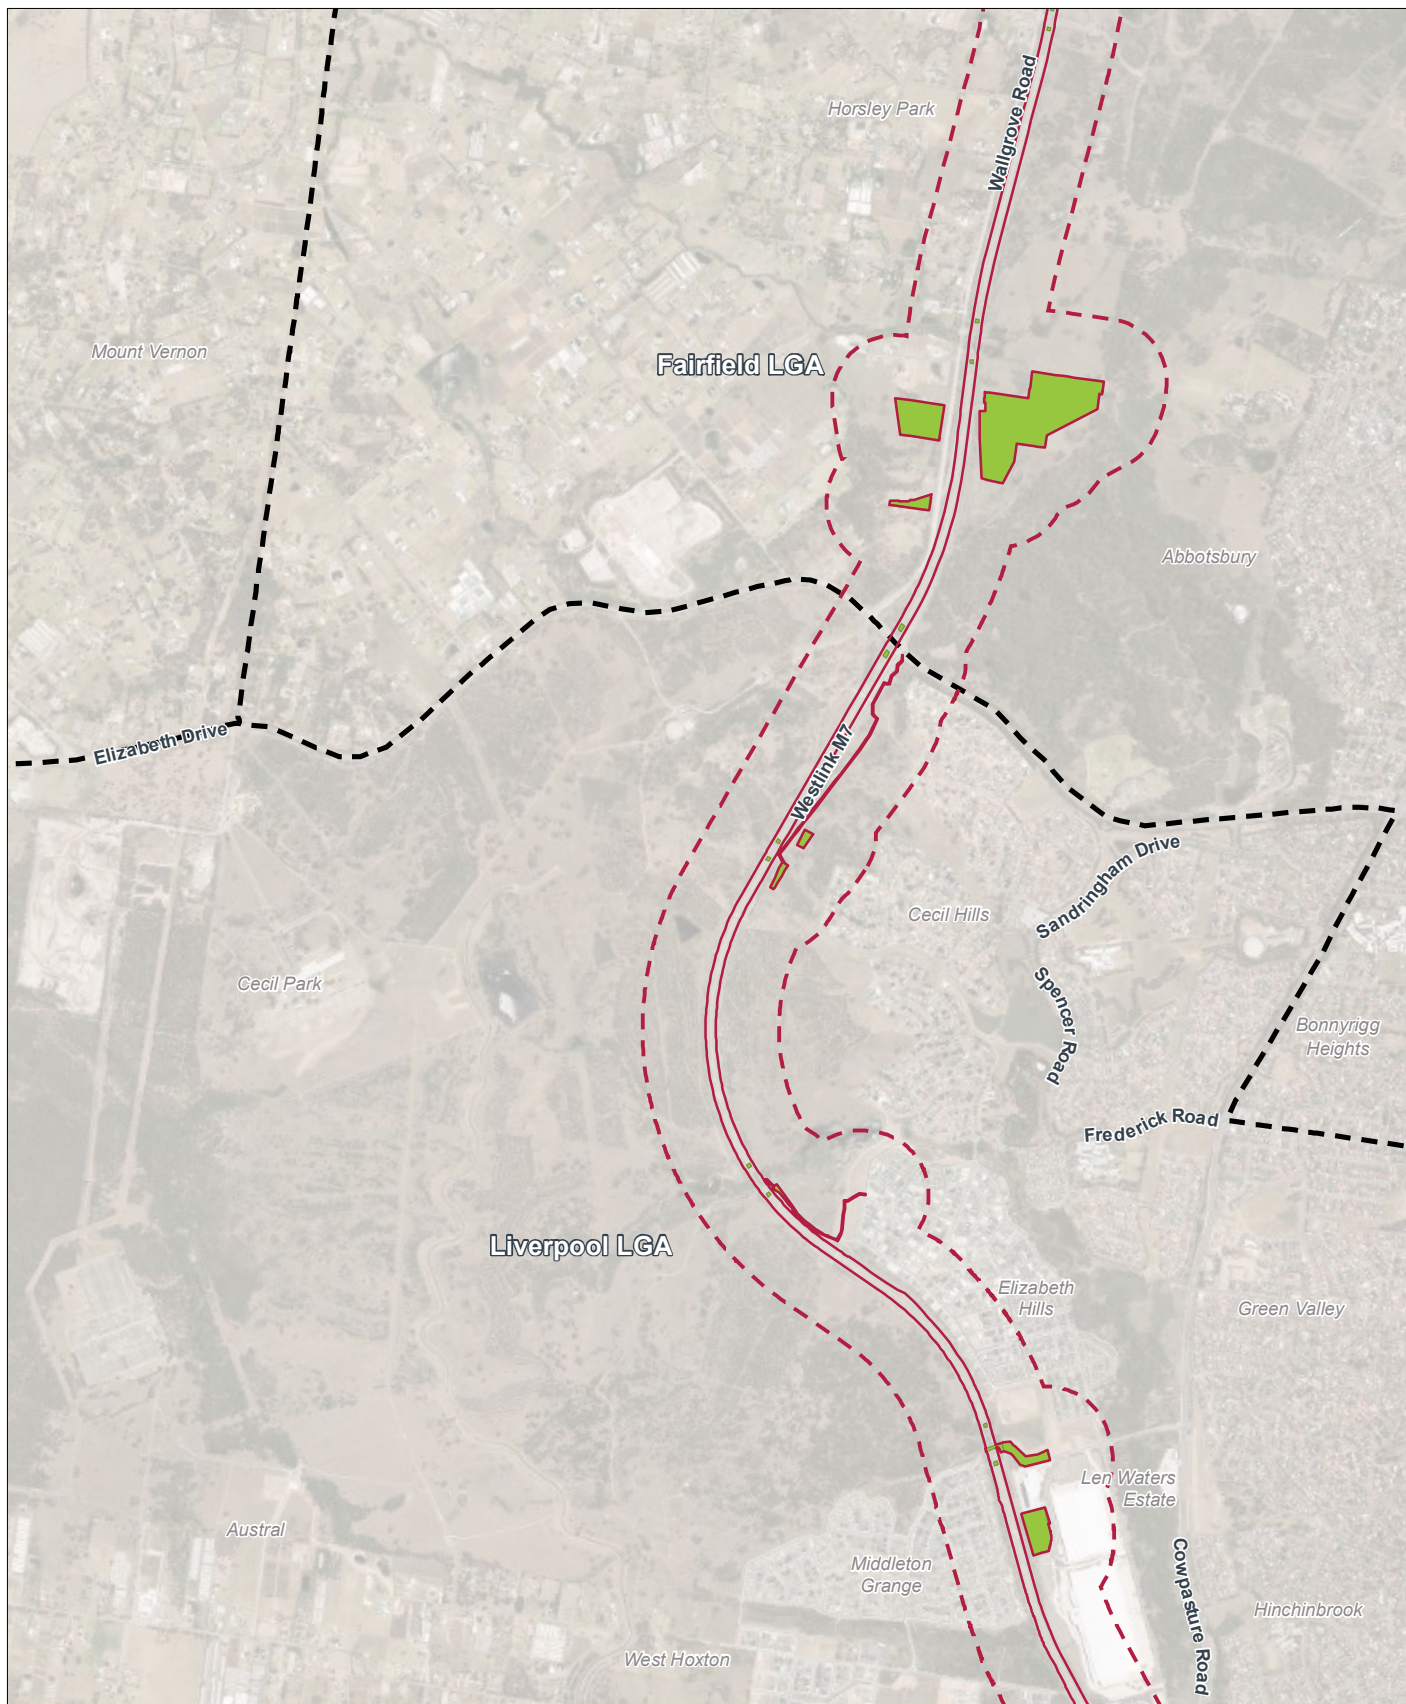 Horsley Park
Wallgrove Road
Mount Vernon
Fairfield LGA
Abbotsbury
Elizabeth Drive
Westlink M7
Sandringham Drive
Cecil Hills
Cecil Park
Spencer Road
Bonnyrigg
Heights
Frederick Road
Liverpool LGA
Elizabeth
Hills
Green Valley
Len Waters
Estate
Austral
Middleton
Grange
Cowpasture Road
Hinchinbrook
West Hoxton